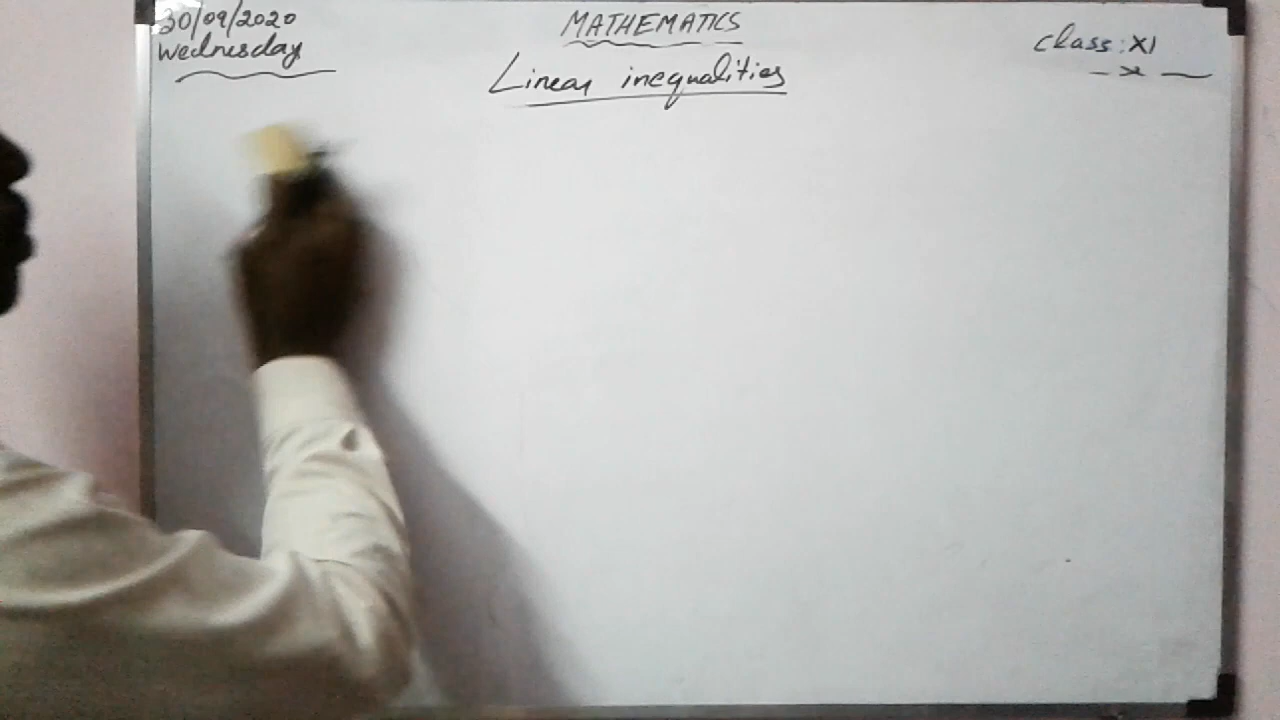 30/09/2020
Wednesday
MATHEMATICS
Linear inequalities
Class: XI